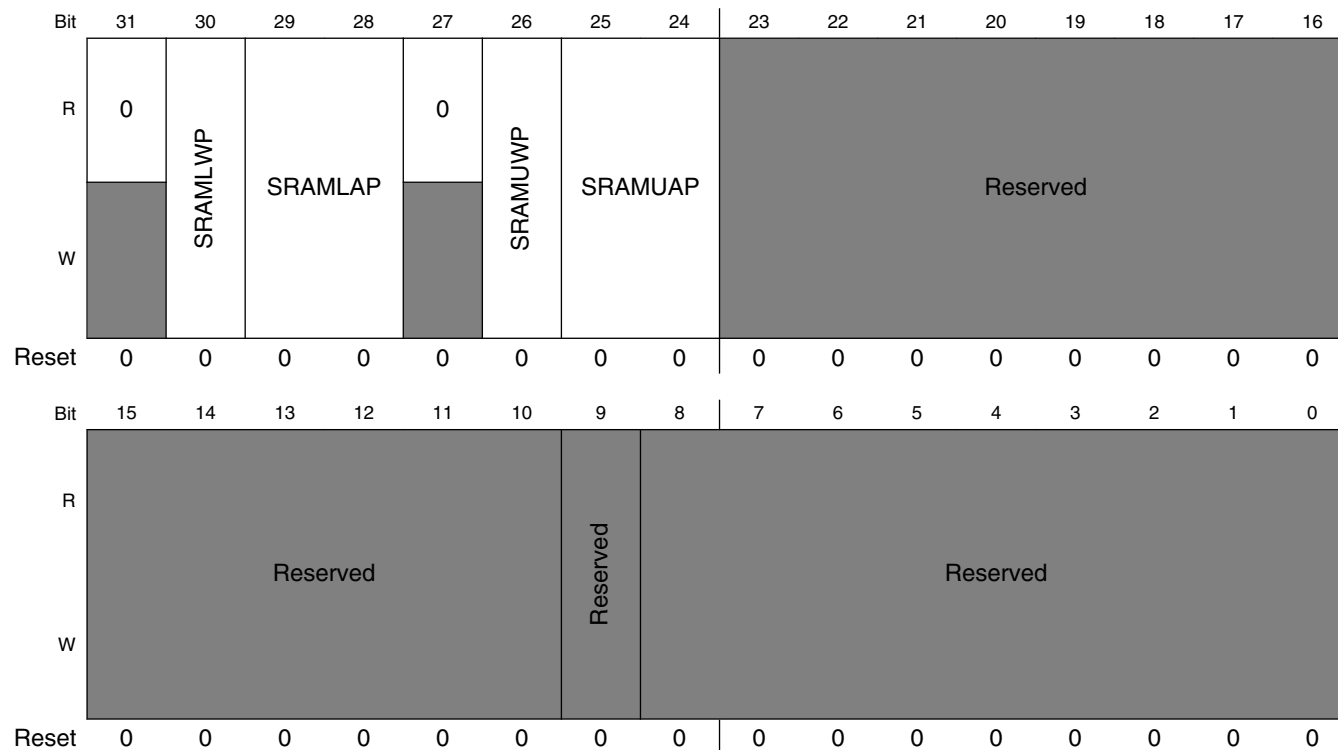 Bit 31 30 29 28 27 26 25 24 23 22 21 20 19 18 17 16
R 0 0
SRAMLWP SRAMLAP SRAMUWP SRAMUAP Reserved
W
Reset 0 0 0 0 0 0 0 0 0 0 0 0 0 0 0 0
Bit 15 14 13 12 11 10 9 8 7 6 5 4 3 2 1 0
R
Reserved Reserved Reserved
W
Reset 0 0 0 0 0 0 0 0 0 0 0 0 0 0 0 0